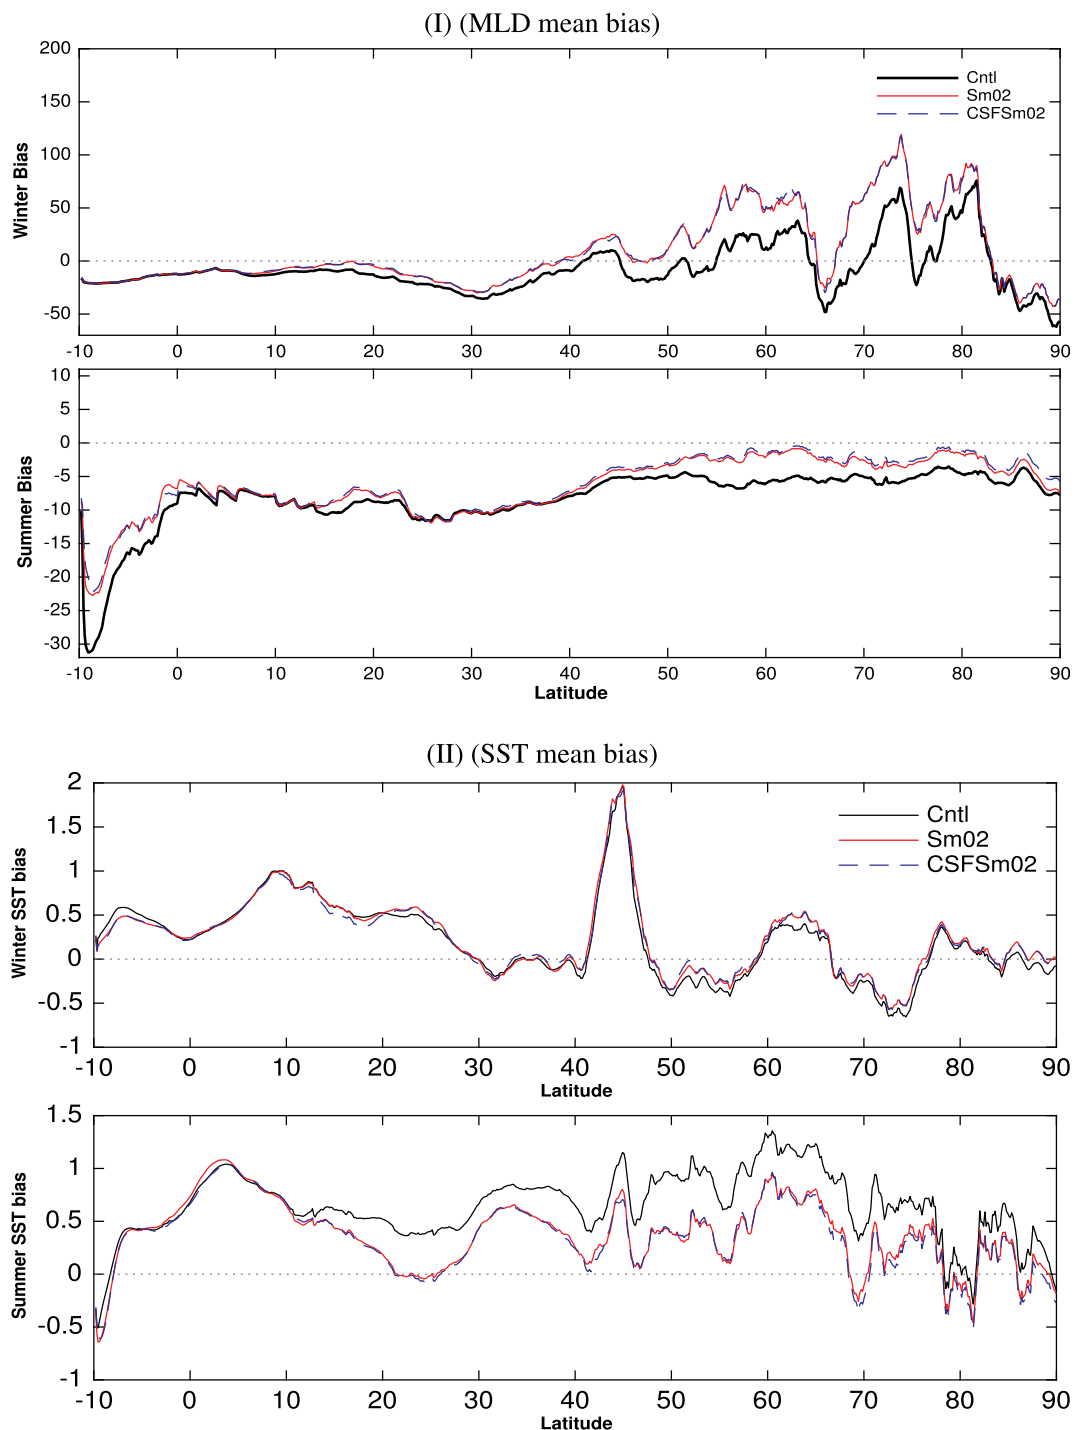 (I) (MLD mean bias)
200
150
100
50
0
-50
Winter Bias
Cntl
Sm02
CSFSm02
-10 0 10 20 30 40 50 60 70 80 90
10
5
0
-5
-10
-15
-20
-25
-30
Summer Bias
-10 0 10 20 30 40 50 60 70 80 90
Latitude
(II) (SST mean bias)
2
1.5
1
0.5
0
-0.5
-1
Winter SST bias
Cntl
Sm02
CSFSm02
-10 0 10 20 30 40 50 60 70 80 90
Latitude
1.5
1
0.5
0
-0.5
-1
Summer SST bias
-10 0 10 20 30 40 50 60 70 80 90
Latitude